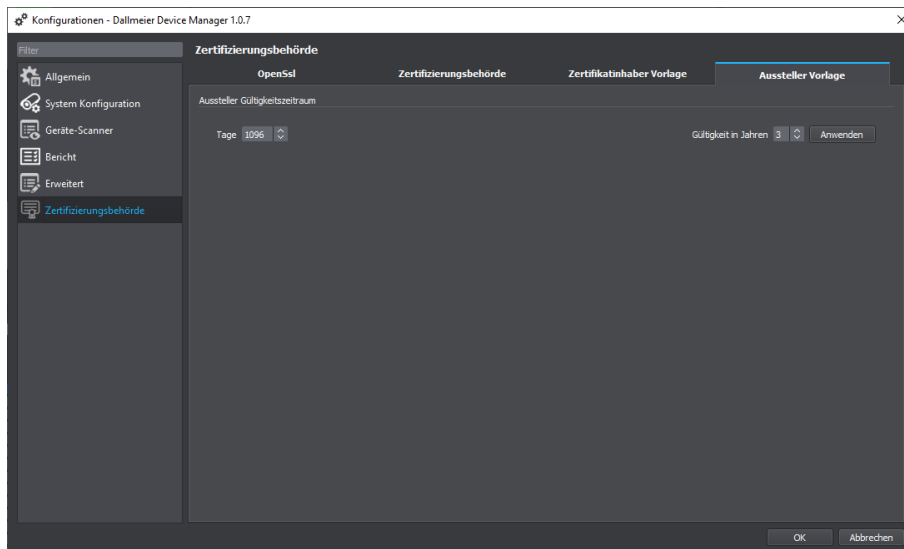 Konfigurationen - Dallmeier Device Manager 1.0.7
Filter
Allgemein
System Konfiguration
Geräte-Scanner
Bericht
Erweitert
Zertifizierungsbehörde
Zertifizierungsbehörde
OpenSsl Zertifizierungsbehörde Zertifikatinhaber Vorlage Aussteller Vorlage
Aussteller Gültigkeitszeitraum
Tage 1096 Gültigkeit in Jahren 3 Anwenden
OK Abbrechen